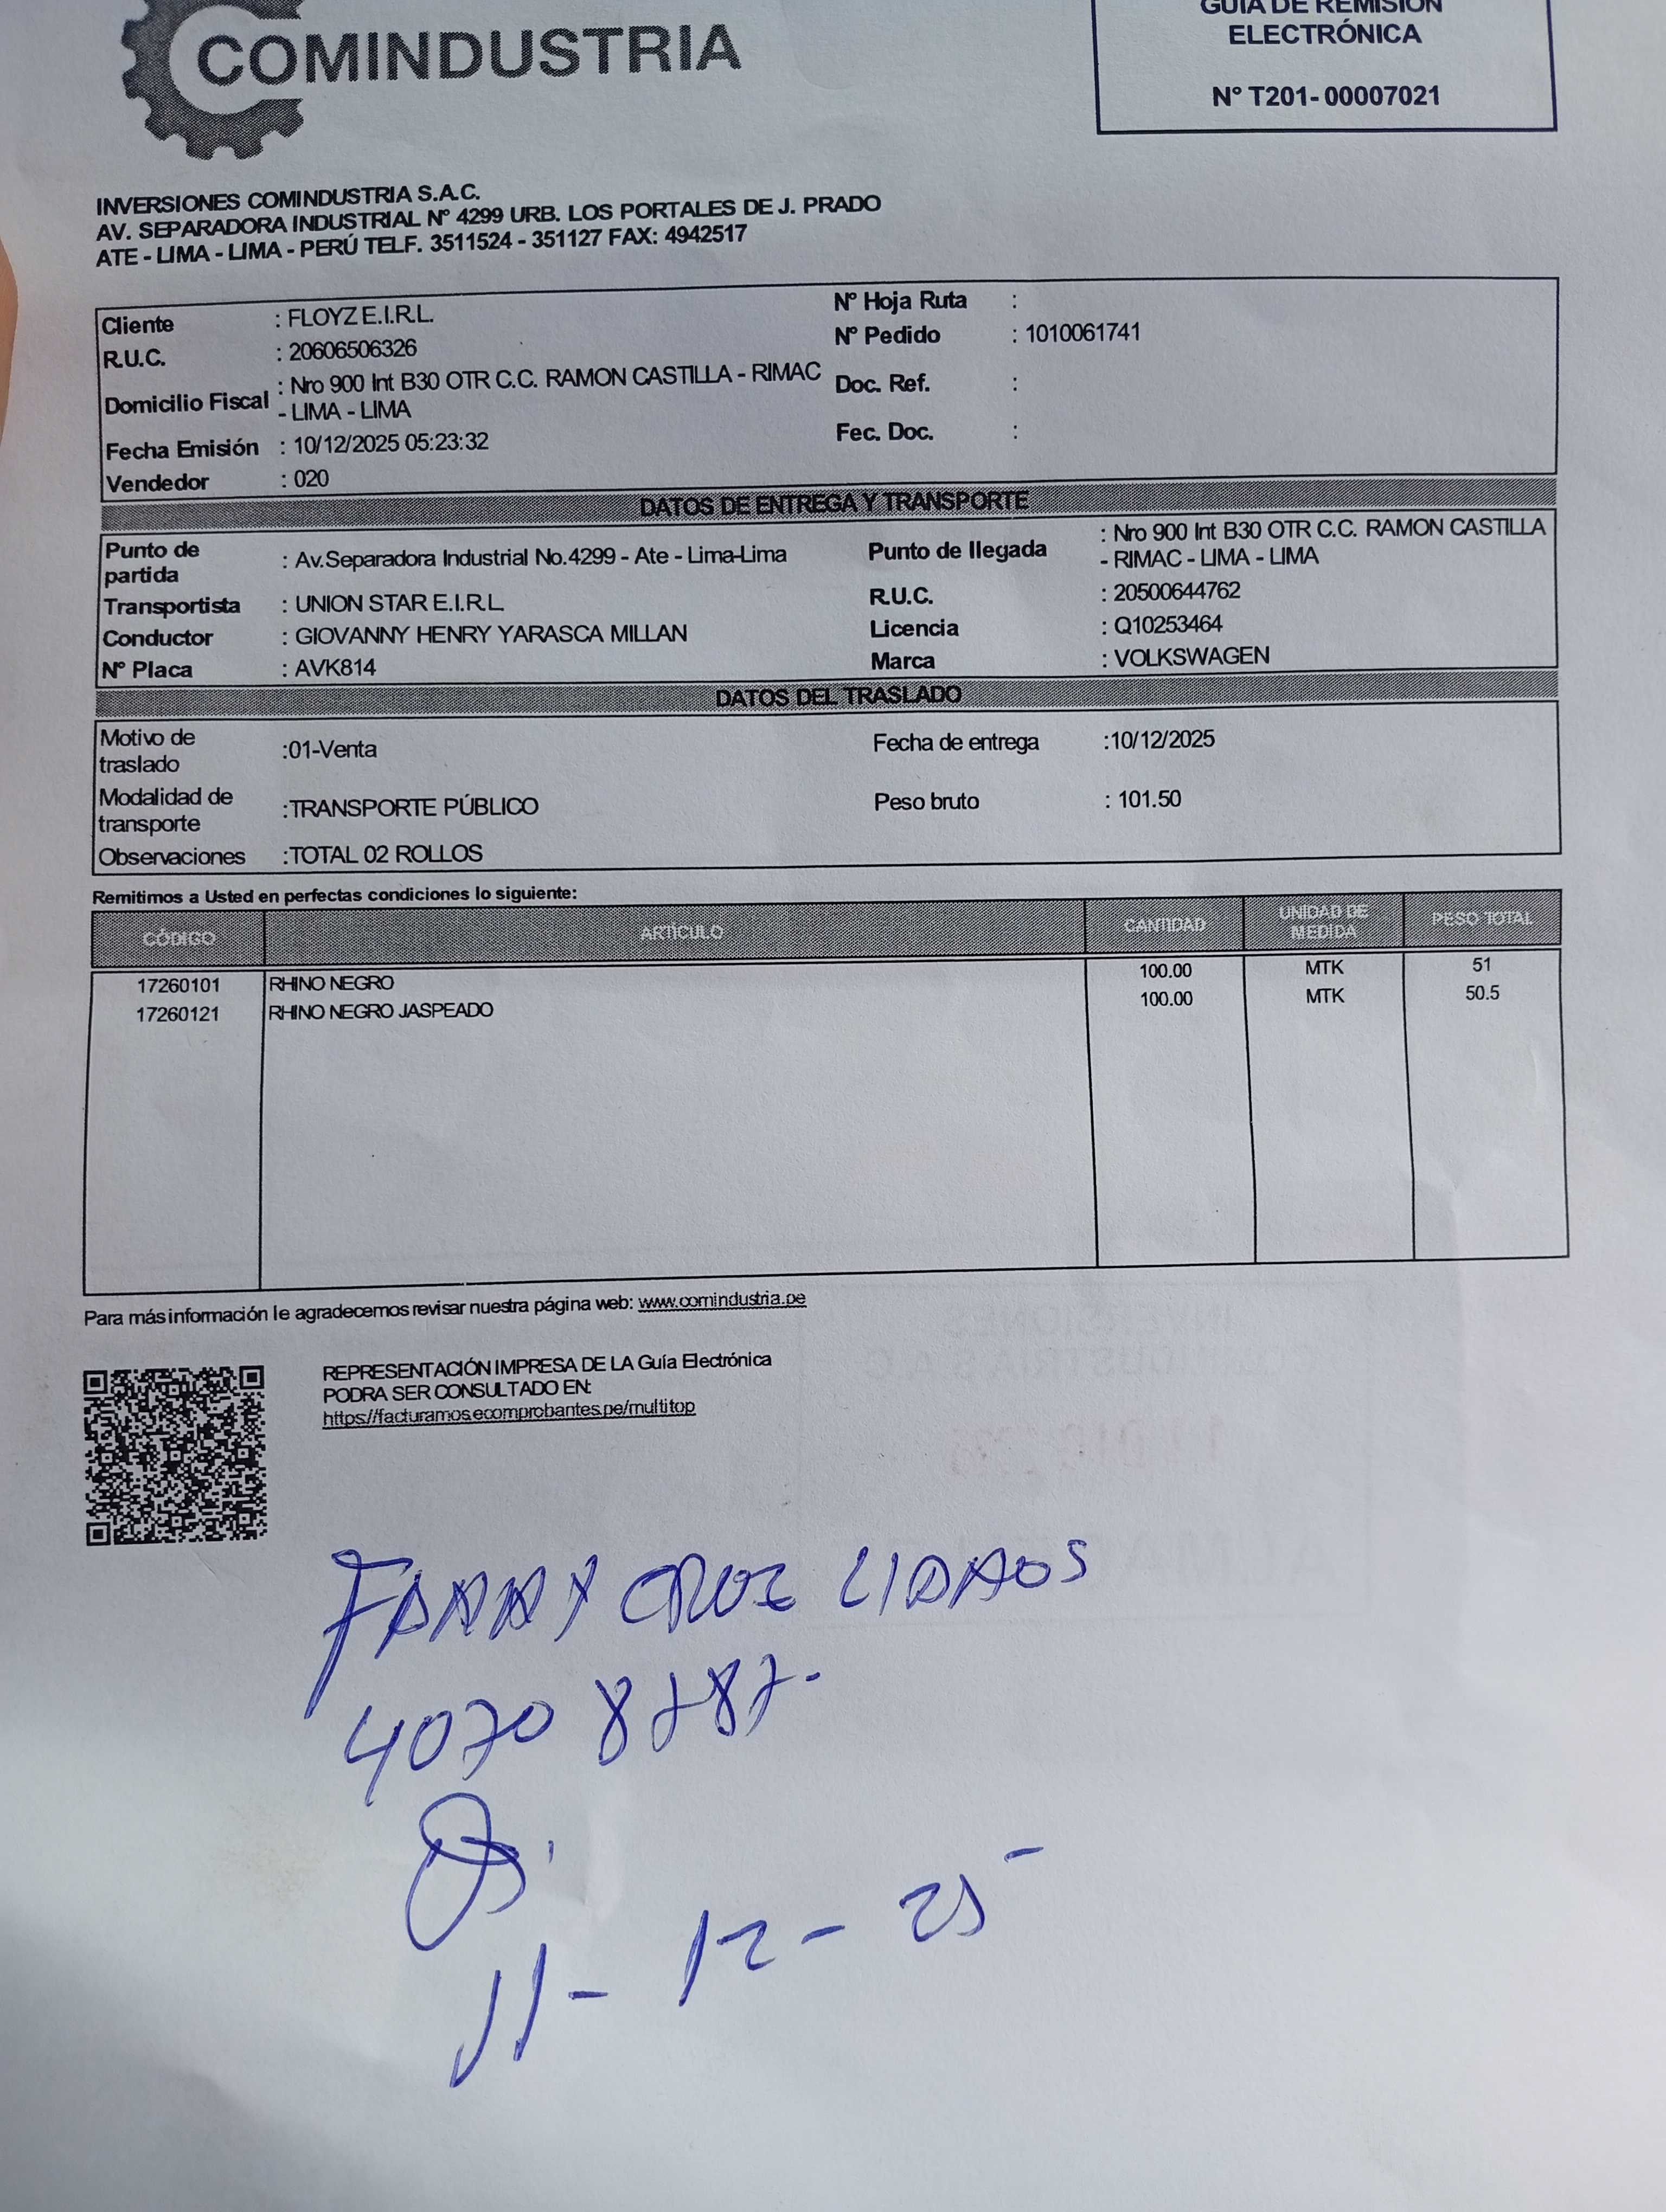 COMINDUSTRIA
GUIA DE REMISIÓN
ELECTRÓNICA
N° T201- 00007021
INVERSIONES COMINDUSTRIA S.A.C.
AV. SEPARADORA INDUSTRIAL Nº 4299 URB. LOS PORTALES DE J. PRADO
ATE - LIMA - LIMA - PERÚ TELF. 3511524 - 351127 FAX: 4942517
Cliente : FLOYZ E.I.R.L.
R.U.C. : 20606506326
Domicilio Fiscal : Nro 900 Int B30 OTR C.C. RAMON CASTILLA - RIMAC
- LIMA - LIMA
Fecha Emisión : 10/12/2025 05:23:32
Vendedor : 020
Nº Hoja Ruta :
Nº Pedido : 1010061741
Doc. Ref. :
Fec. Doc. :
DATOS DE ENTREGA Y TRANSPORTE
Punto de
partida : Av.Separadora Industrial No.4299 - Ate - Lima-Lima
Punto de llegada : Nro 900 Int B30 OTR C.C. RAMON CASTILLA
- RIMAC - LIMA - LIMA
Transportista : UNION STAR E.I.R.L R.U.C. : 20500644762
Conductor : GIOVANNY HENRY YARASCA MILLAN Licencia : Q10253464
Nº Placa : AVK814 Marca : VOLKSWAGEN
DATOS DEL TRASLADO
Motivo de
traslado :01-Venta Fecha de entrega :10/12/2025
Modalidad de
transporte :TRANSPORTE PÚBLICO Peso bruto : 101.50
Observaciones :TOTAL 02 ROLLOS
Remitimos a Usted en perfectas condiciones lo siguiente:
CÓDIGO ARTÍCULO CANTIDAD UNIDAD DE MEDIDA PESO TOTAL
17260101 RHINO NEGRO 100.00 MTK 51
17260121 RHINO NEGRO JASPEADO 100.00 MTK 50.5
Para más información le agradecemos revisar nuestra página web: www.comindustria.pe
REPRESENTACIÓN IMPRESA DE LA Guía Electrónica
PODRA SER CONSULTADO EN:
https://facturamos.ecomprobantes.pe/multitop
FANNY CRUZ
4070 8787.
11- 12 - 25